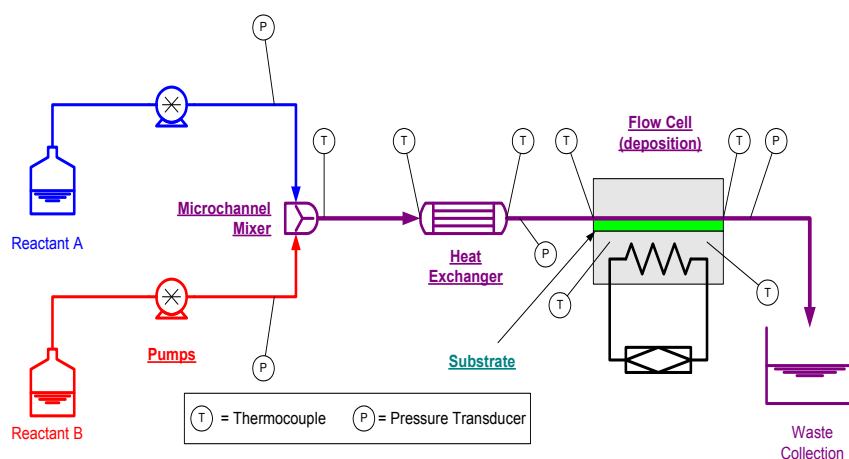 P
T
T
T
T
Flow Cell
(deposition)
T
P
Microchannel
Mixer
Reactant A
Heat
Exchanger
P
T
T
Pumps
P
Substrate
Reactant B
T = Thermocouple P = Pressure Transducer
Waste
Collection